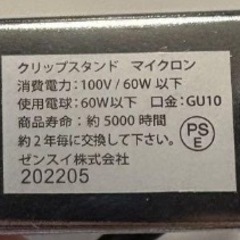 クリップスタンド マイクロン
消費電力：100V/60W 以下
使用電球：60W以下 口金：GU10
商品寿命：約 5000 時間
約２年毎に交換して下さい。
ゼンスイ株式会社
202205
PS
E